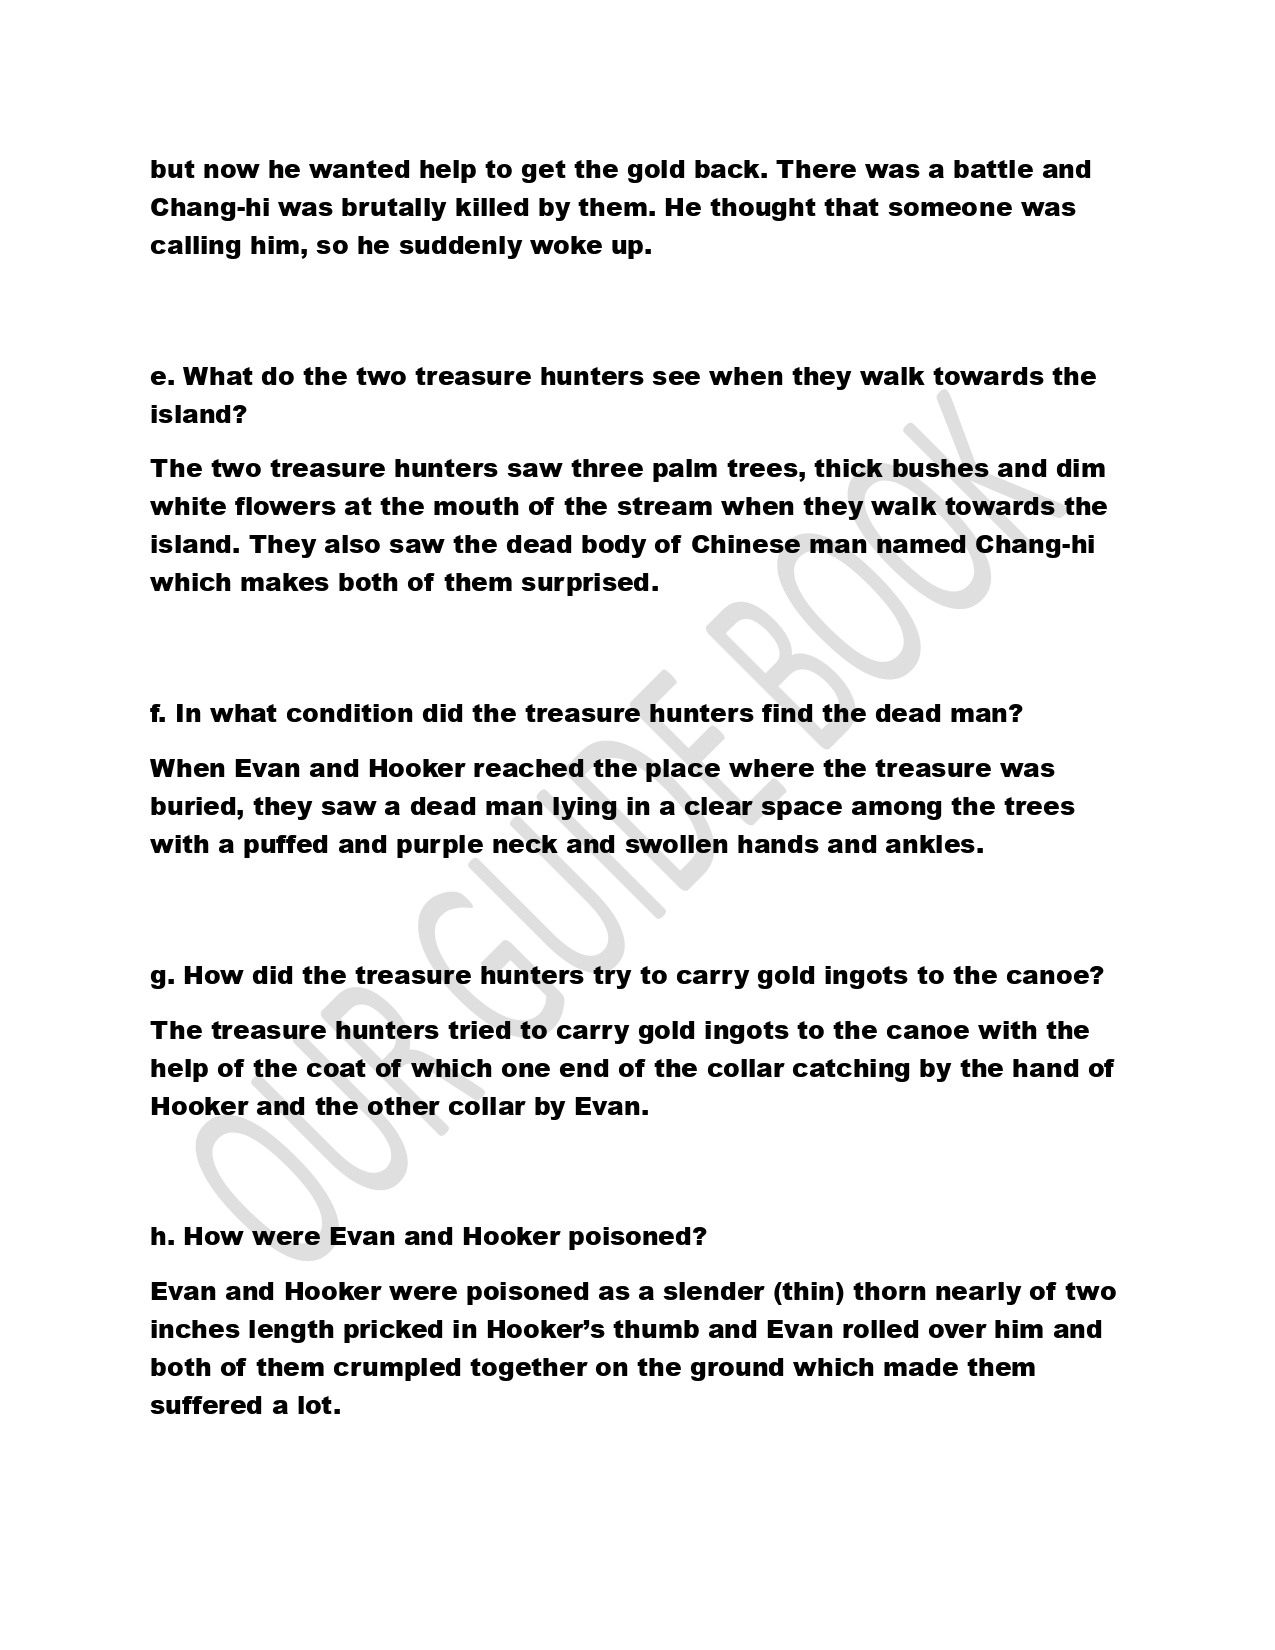 but now he wanted help to get the gold back. There was a battle and
Chang-hi was brutally killed by them. He thought that someone was
calling him, so he suddenly woke up.
e. What do the two treasure hunters see when they walk towards the
island?
The two treasure hunters saw three palm trees, thick bushes and dim
white flowers at the mouth of the stream when they walk towards the
island. They also saw the dead body of Chinese man named Chang-hi
which makes both of them surprised.
f. In what condition did the treasure hunters find the dead man?
When Evan and Hooker reached the place where the treasure was
buried, they saw a dead man lying in a clear space among the trees
with a puffed and purple neck and swollen hands and ankles.
g. How did the treasure hunters try to carry gold ingots to the canoe?
The treasure hunters tried to carry gold ingots to the canoe with the
help of the coat of which one end of the collar catching by the hand of
Hooker and the other collar by Evan.
h. How were Evan and Hooker poisoned?
Evan and Hooker were poisoned as a slender (thin) thorn nearly of two
inches length pricked in Hooker's thumb and Evan rolled over him and
both of them crumpled together on the ground which made them
suffered a lot.
OUR GUIDE BOOK